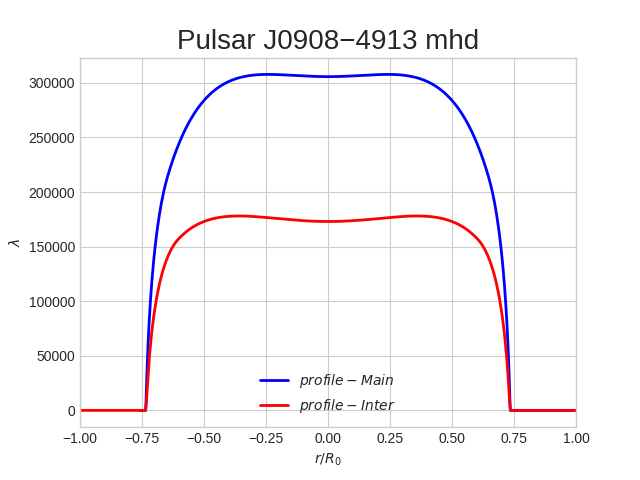 Pulsar J0908−4913 mhd
300000
250000
200000
150000
100000
50000
0
λ
profile − Main
profile − Inter
−1.00 −0.75 −0.50 −0.25 0.00 0.25 0.50 0.75 1.00
r/R0